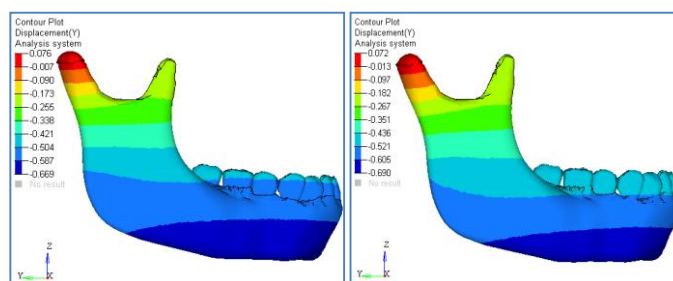 Contour Plot
Displacement(Y)
Analysis system
0.076
-0.007
-0.090
-0.173
-0.255
-0.338
-0.421
-0.504
-0.587
-0.669
No result
Z
Y
X
Contour Plot
Displacement(Y)
Analysis system
0.072
-0.013
-0.097
-0.182
-0.267
-0.351
-0.436
-0.521
-0.605
-0.690
No result
Z
Y
X